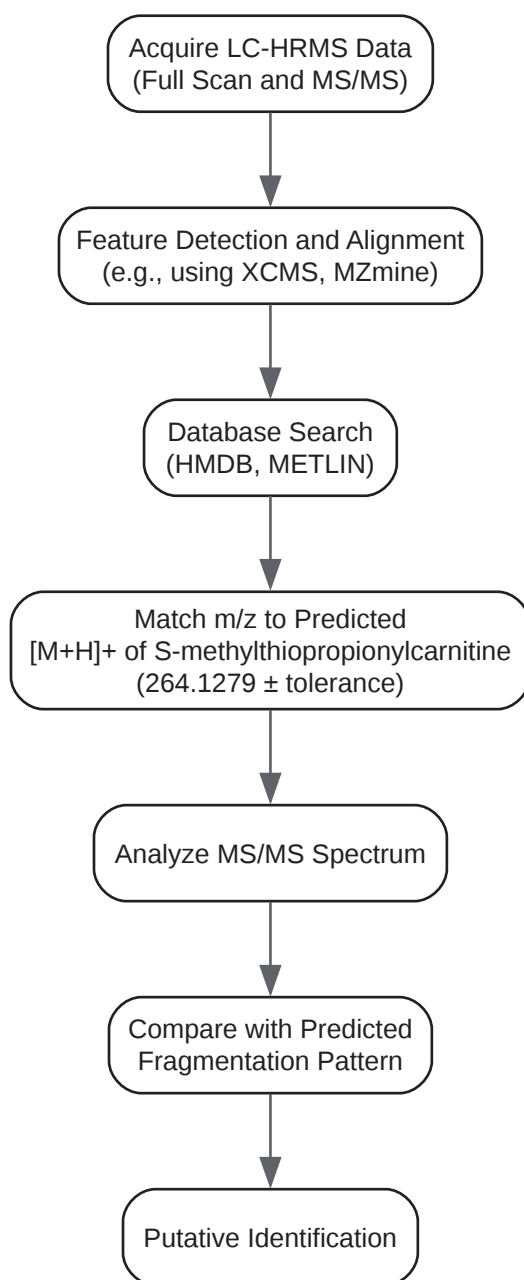 Acquire LC-HRMS Data
(Full Scan and MS/MS)
Feature Detection and Alignment
(e.g., using XCMS, MZmine)
Database Search
(HMDB, METLIN)
Match m/z to Predicted
[M+H]+ of S-methylthiopropionylcarnitine
(264.1279 ± tolerance)
Analyze MS/MS Spectrum
Compare with Predicted
Fragmentation Pattern
Putative Identification